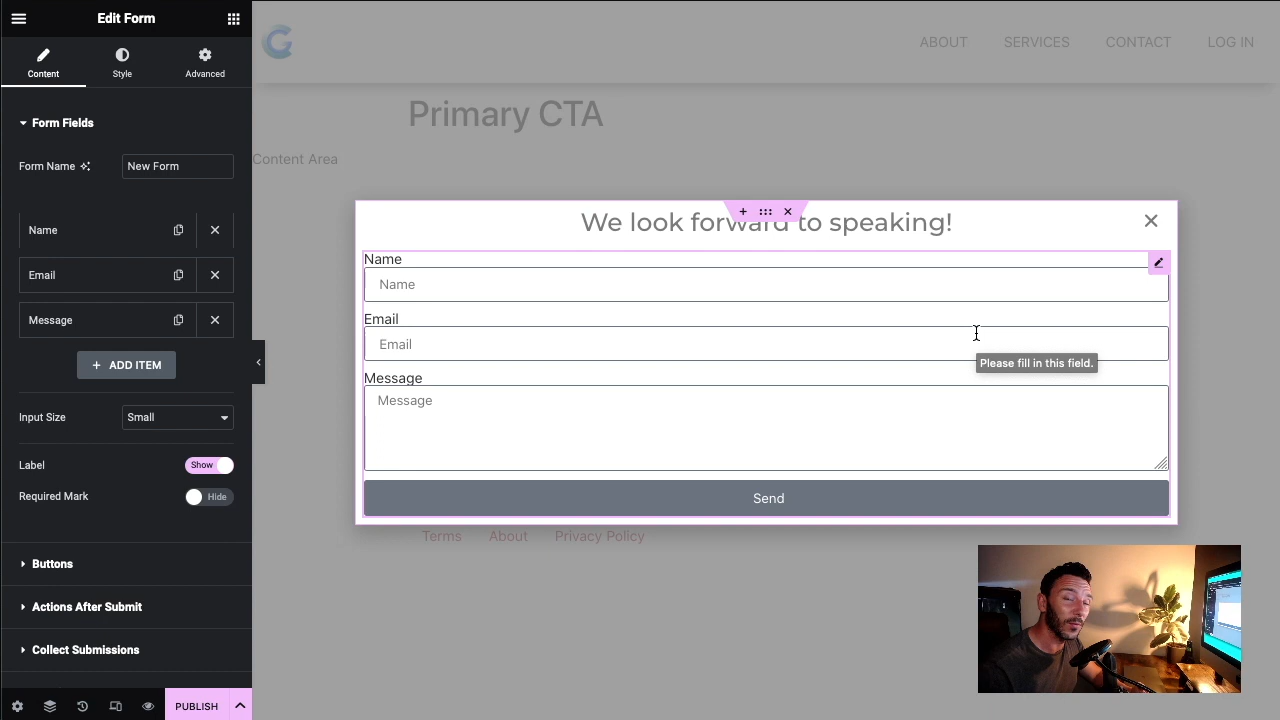 Edit Form
Content
Style
Advanced
Form Fields
Form Name
New Form
Name
Email
Message
+ ADD ITEM
Input Size
Small
Label
Show
Required Mark
Hide
Buttons
Actions After Submit
Collect Submissions
PUBLISH
G
ABOUT
SERVICES
CONTACT
LOG IN
Primary CTA
Content Area
We look forward to speaking!
Name
Name
Email
Email
Please fill in this field.
Message
Message
Send
Terms
About
Privacy Policy